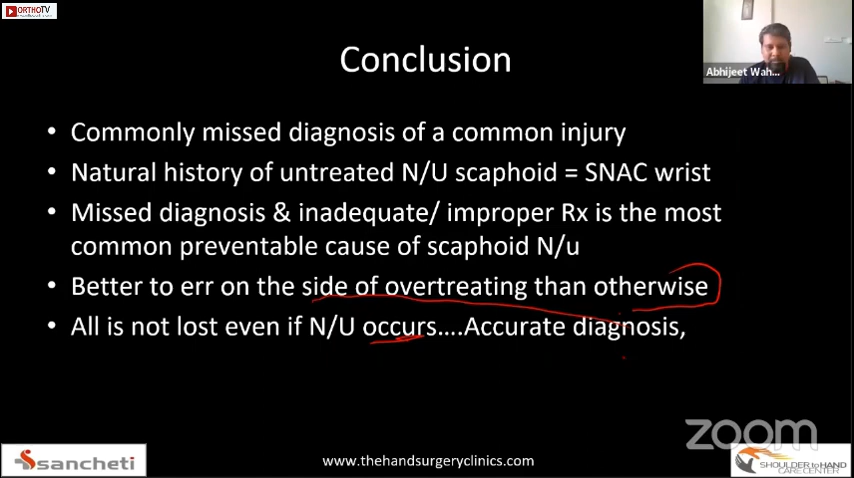 ORTHOTV
Conclusion
Abhijeet Wah...
• Commonly missed diagnosis of a common injury
• Natural history of untreated N/U scaphoid = SNAC wrist
• Missed diagnosis & inadequate/ improper Rx is the most
common preventable cause of scaphoid N/u
• Better to err on the side of overtreating than otherwise
• All is not lost even if N/U occurs....Accurate diagnosis,
zoom
sancheti
www.thehandsurgeryclinics.com
SHOULDER to HAND
CARE CENTER